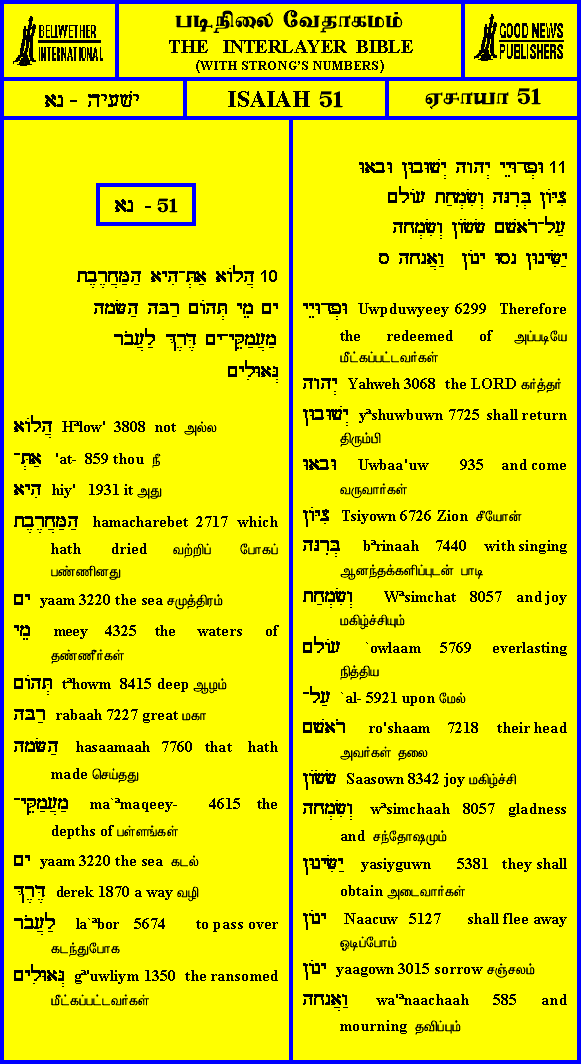 BELLWETHER
INTERNATIONAL
படிநிலை வேதாகமம்
THE INTERLAYER BIBLE
(WITH STRONG'S NUMBERS)
GOOD NEWS
PUBLISHERS
ישעיה - נא
ISAIAH 51
ஏசாயா 51
51 - נא
10 הֲלוֹא אַתְּ־הִיא הַמַּחֲרֶבֶת
יָם מֵי תְּהוֹם רַבָּה הַשָּׂמָה
מַעֲמַקֵּי־יָם דֶּרֶךְ לַעֲבֹר
גְּאוּלִים
הֲלוֹא Hªlow' 3808 not அல்ல
אַתְּ־ 'at- 859 thou நீ
הִיא hiy' 1931 it அது
הַמַּחֲרֶבֶת hamacharebet 2717 which
hath dried வற்றிப் போகப்
பண்ணினது
יָם yaam 3220 the sea சமுத்திரம்
מֵי meey 4325 the waters of
தண்ணீர்கள்
תְּהוֹם tªhowm 8415 deep ஆழம்
רַבָּה rabaah 7227 great மகா
הַשָּׂמָה hasaamaah 7760 that hath
made செய்தது
מַעֲמַקֵּי־ ma`ªmaqeey- 4615 the
depths of பள்ளங்கள்
יָם yaam 3220 the sea கடல்
דֶּרֶךְ derek 1870 a way வழி
לַעֲבֹר la`ªbor 5674 to pass over
கடந்துபோக
גְּאוּלִים gª'uwliym 1350 the ransomed
மீட்கப்பட்டவர்கள்
11 וּפְדוּיֵי יְהוָה יְשׁוּבוּן וּבָאוּ
צִיּוֹן בְּרִנָּה וְשִׂמְחַת עוֹלָם
עַל־רֹאשָׁם שָׂשׂוֹן וְשִׂמְחָה
יַשִּׂיגוּן נָסוּ יָגוֹן וַאֲנָחָה ס
וּפְדוּיֵי Uwpduwyeey 6299 Therefore
the redeemed of அப்படியே
மீட்கப்பட்டவர்கள்
יְהוָה Yahweh 3068 the LORD கர்த்தர்
יְשׁוּבוּן yªshuwbuwn 7725 shall return
திரும்பி
וּבָאוּ Uwbaa'uw 935 and come
வருவார்கள்
צִיּוֹן Tsiyown 6726 Zion சீயோன்
בְּרִנָּה bªrinaah 7440 with singing
ஆனந்தக்களிப்புடன் பாடி
וְשִׂמְחַת Wªsimchat 8057 and joy
மகிழ்ச்சியும்
עוֹלָם `owlaam 5769 everlasting
நித்திய
עַל־ `al- 5921 upon மேல்
רֹאשָׁם ro'shaam 7218 their head
அவர்கள் தலை
שָׂשׂוֹן Saasown 8342 joy மகிழ்ச்சி
וְשִׂמְחָה wªsimchaah 8057 gladness
and சந்தோஷமும்
יַשִּׂיגוּן yasiyguwn 5381 they shall
obtain அடைவார்கள்
יָגוֹן Naacuw 5127 shall flee away
ஓடிப்போம்
יָגוֹן yaagown 3015 sorrow சஞ்சலம்
וַאֲנָחָה wa'ªnaachaah 585 and
mourning தவிப்பும்